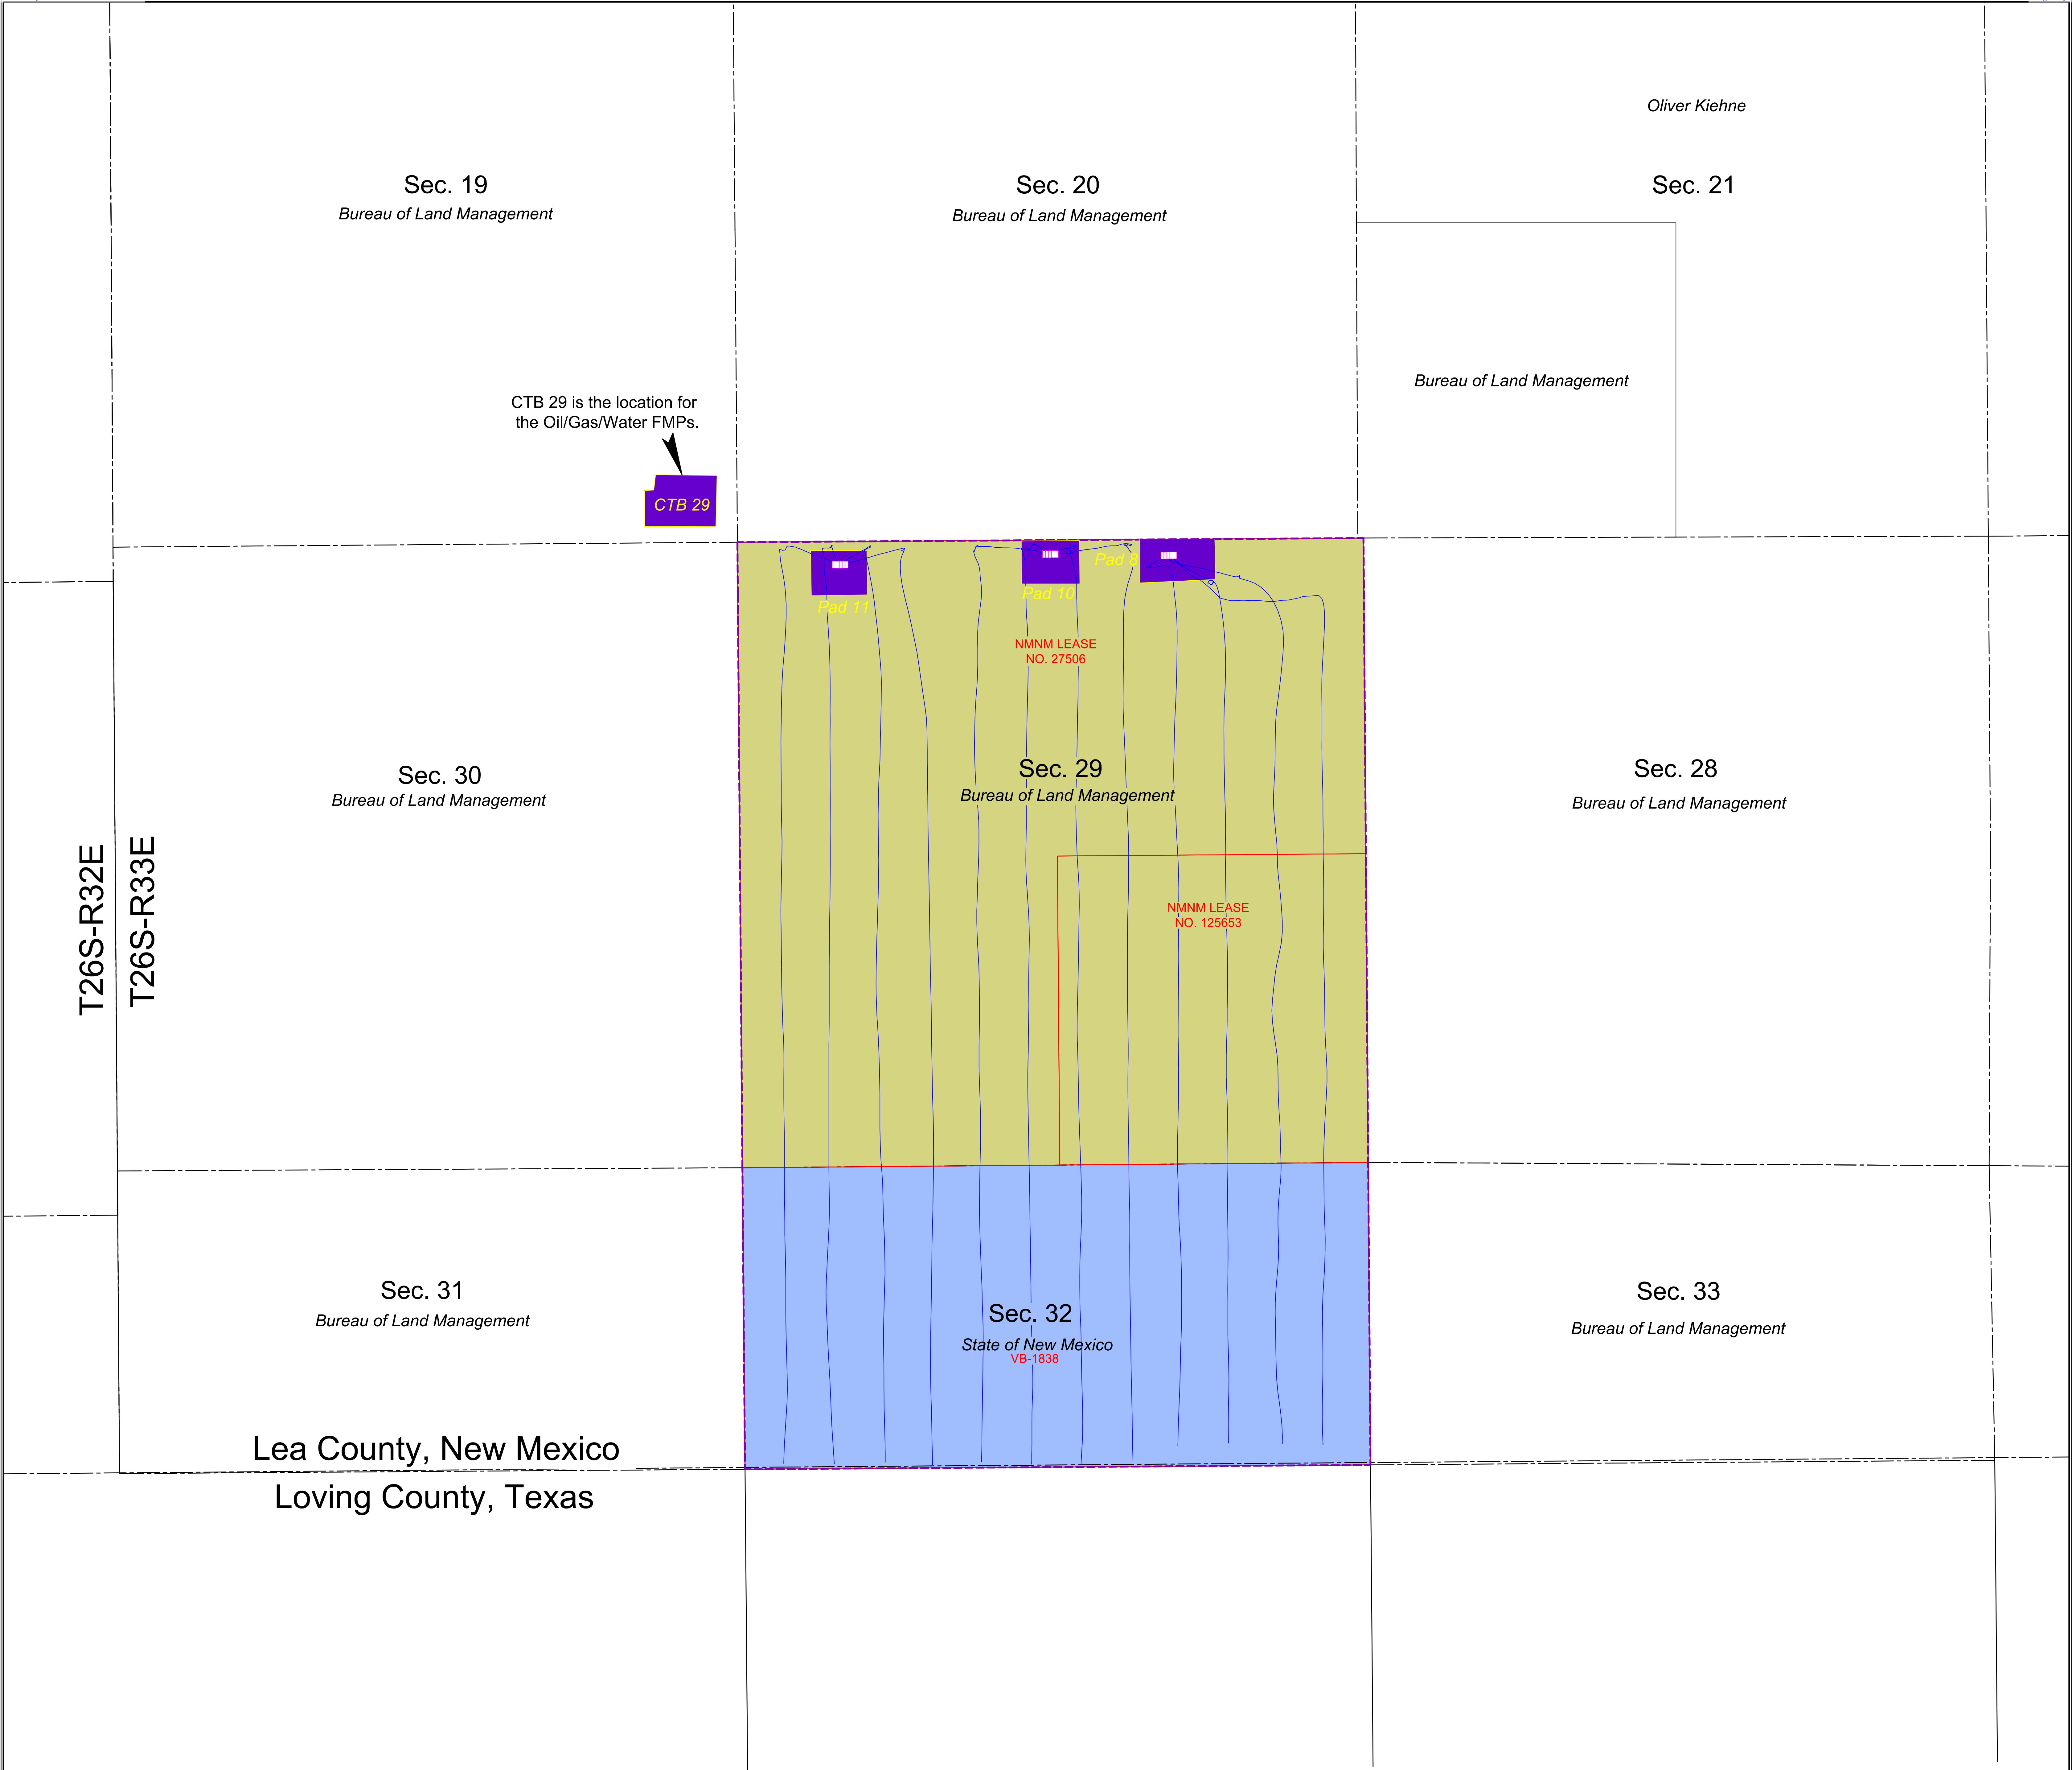 Oliver Kiehne
Sec. 19
Bureau of Land Management
Sec. 20
Bureau of Land Management
Sec. 21
Bureau of Land Management
CTB 29 is the location for
the Oil/Gas/Water FMPs.
CTB 29
Pad 11
Pad 10
Pad 8
NMNM LEASE
NO. 27506
Sec. 30
Bureau of Land Management
Sec. 29
Bureau of Land Management
Sec. 28
Bureau of Land Management
T26S-R32E
T26S-R33E
NMNM LEASE
NO. 125653
Sec. 31
Bureau of Land Management
Sec. 32
State of New Mexico
VB-1838
Sec. 33
Bureau of Land Management
Lea County, New Mexico
Loving County, Texas